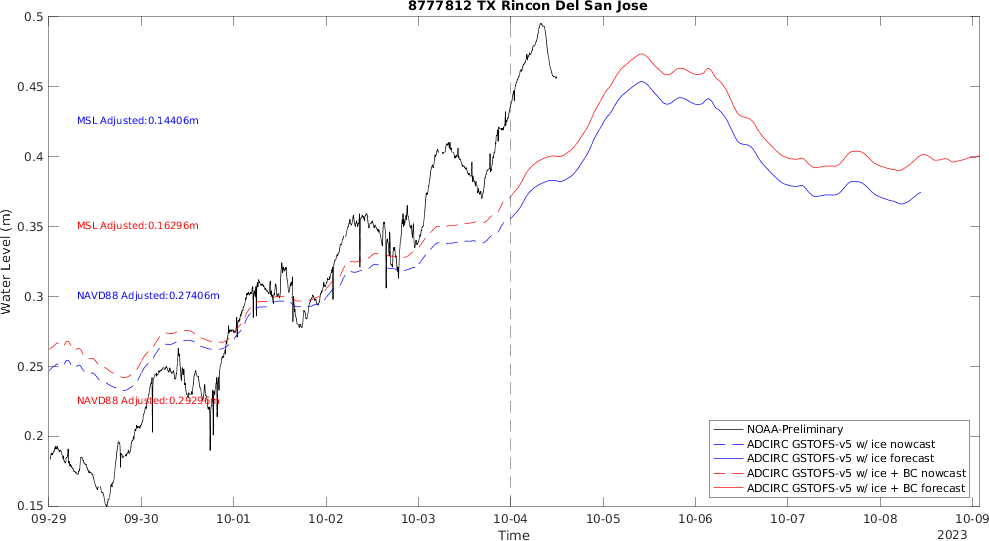 8777812 TX Rincon Del San Jose
Water Level (m)
0.5
0.45
0.4
0.35
0.3
0.25
0.2
0.15
MSL Adjusted:0.14406m
MSL Adjusted:0.16296m
NAVD88 Adjusted:0.27406m
NAVD88 Adjusted:0.29296m
NOAA-Preliminary
ADCIRC GSTOFS-v5 w/ ice nowcast
ADCIRC GSTOFS-v5 w/ ice forecast
ADCIRC GSTOFS-v5 w/ ice + BC nowcast
ADCIRC GSTOFS-v5 w/ ice + BC forecast
09-29 09-30 10-01 10-02 10-03 10-04 10-05 10-06 10-07 10-08 10-09
Time
2023